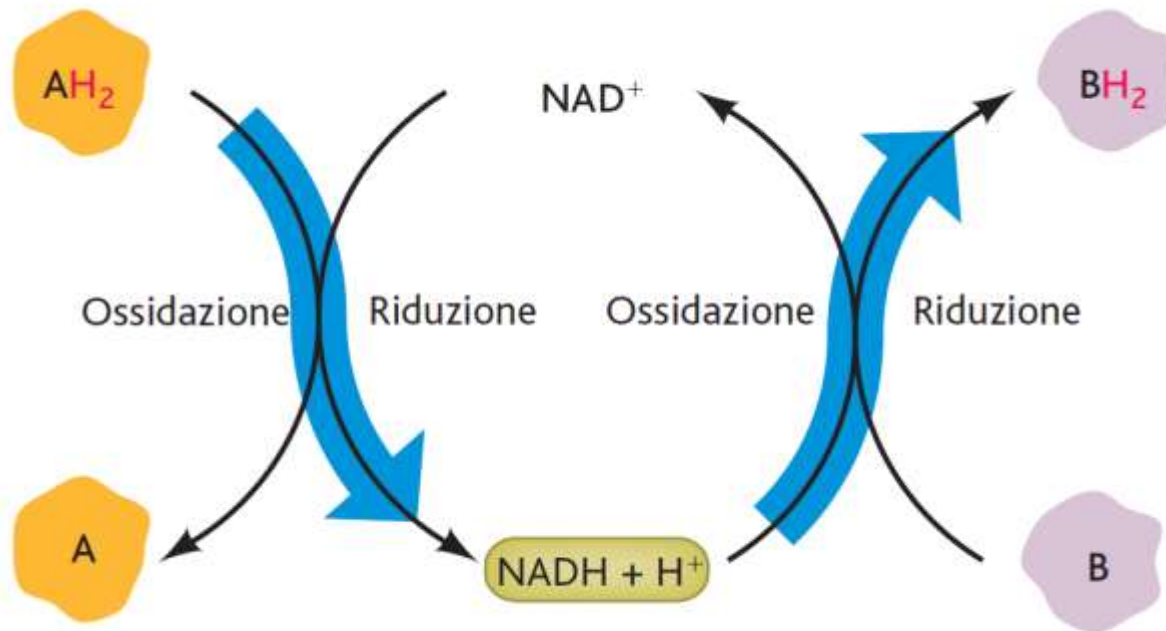 AH₂
NAD⁺
BH₂
Ossidazione
Riduzione
Ossidazione
Riduzione
A
NADH + H⁺
B